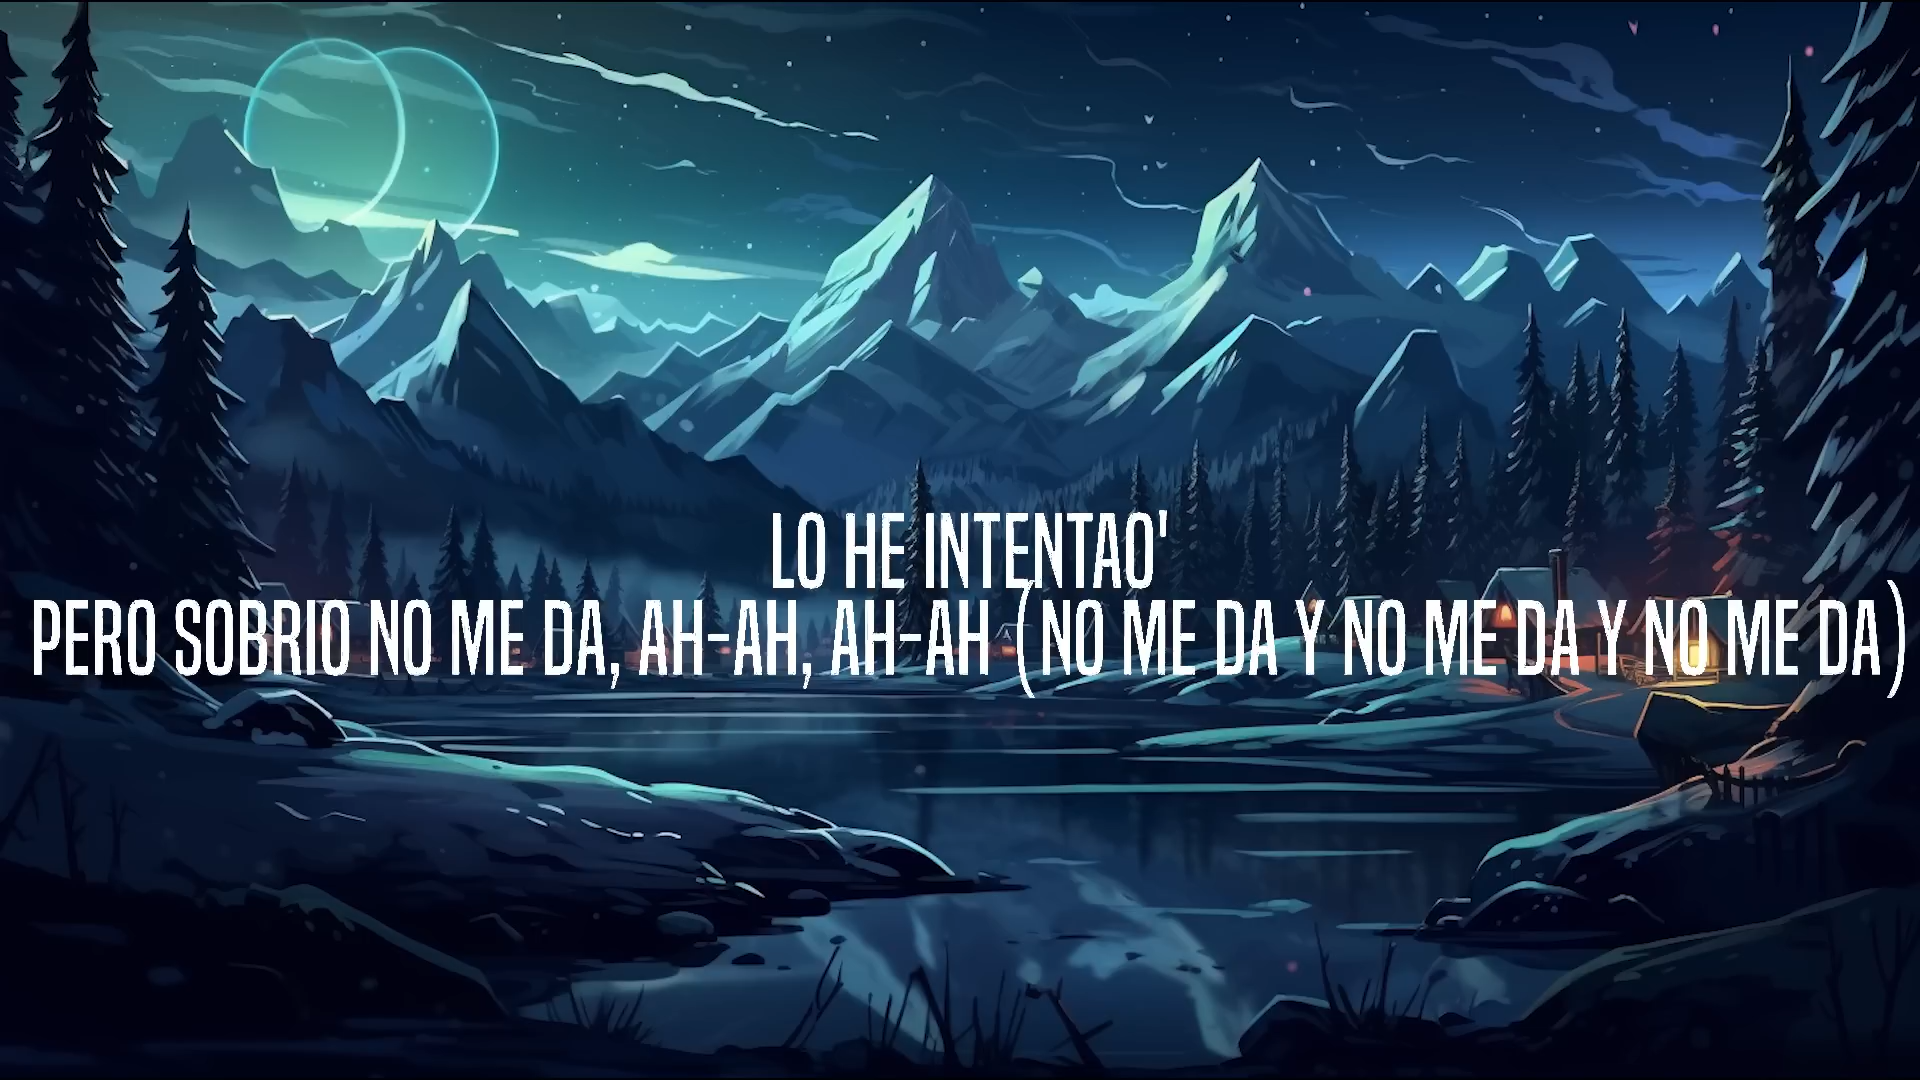 LO HE INTENTAO'
PERO SOBRIO NO ME DA, AH-AH, AH-AH (NO ME DA Y NO ME DA Y NO ME DA)